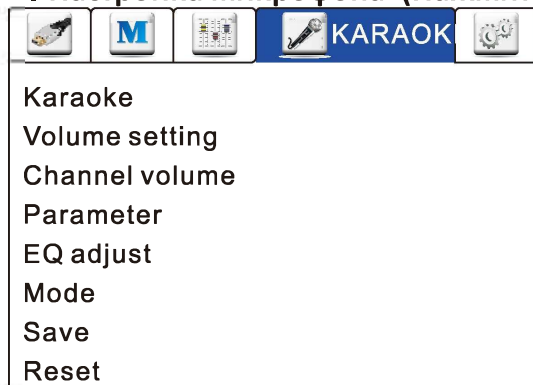 M
KARAOK
Karaoke
Volume setting
Channel volume
Parameter
EQ adjust
Mode
Save
Reset